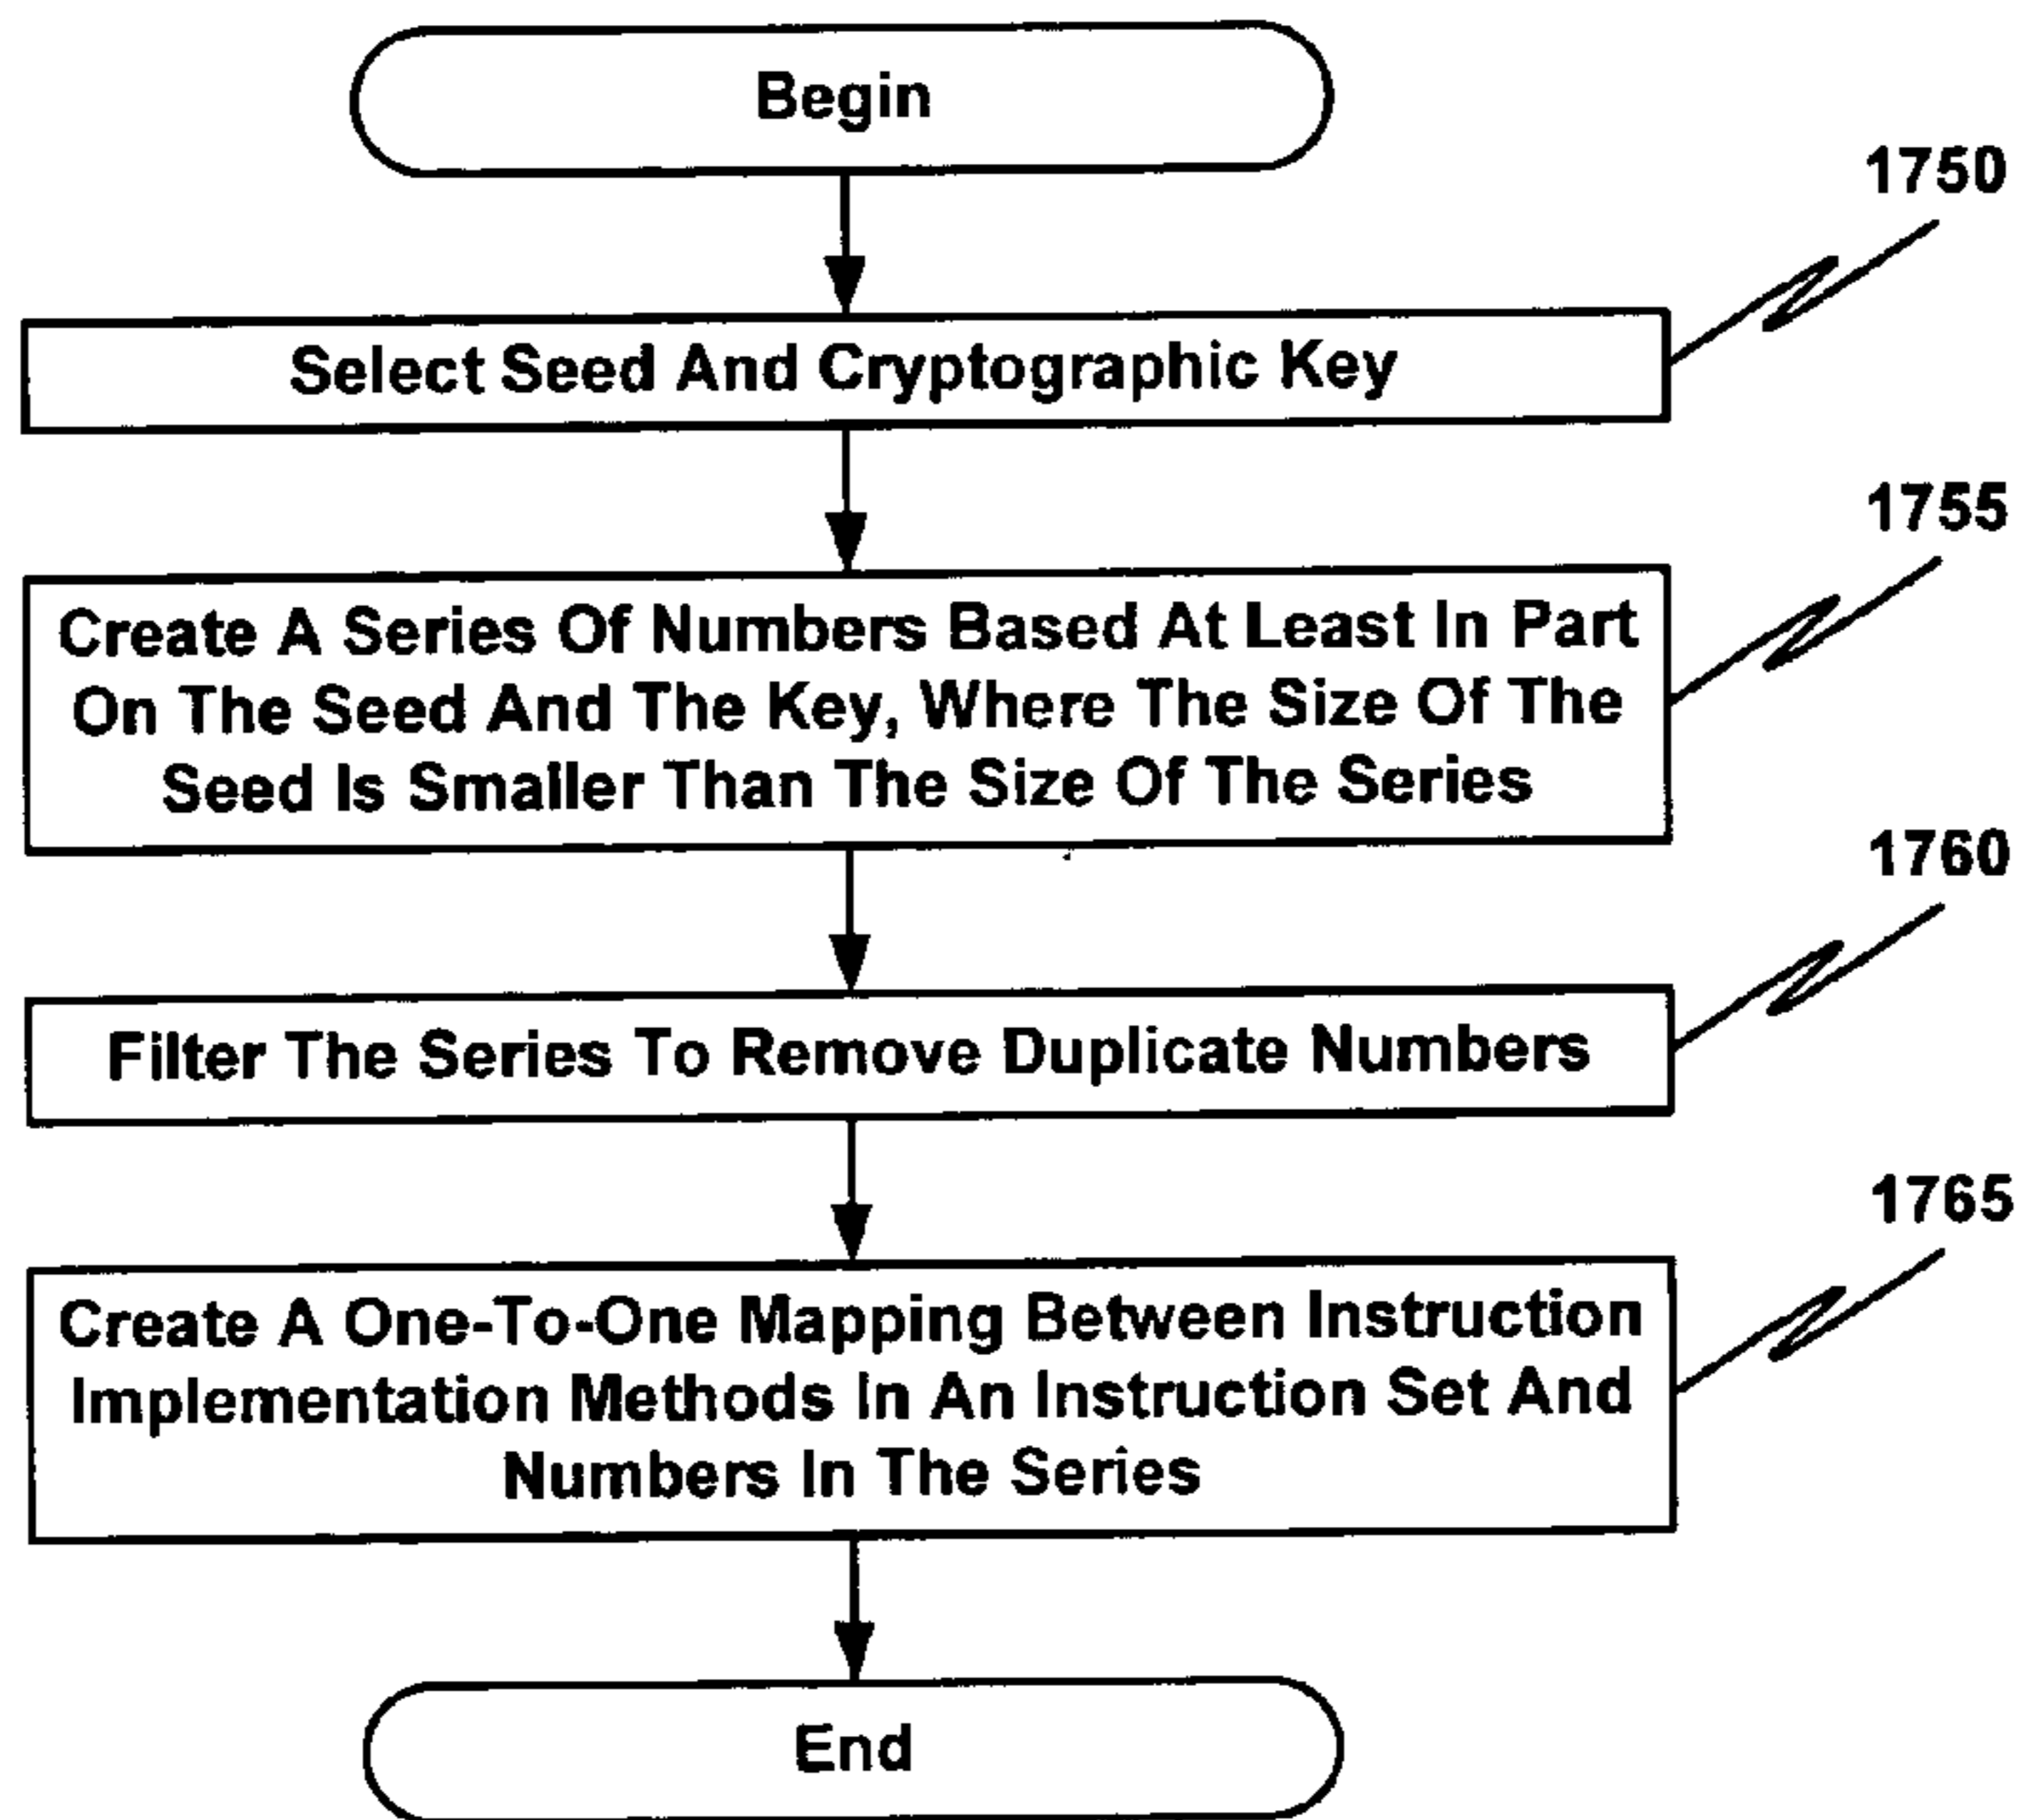 Begin
1750
Select Seed And Cryptographic Key
1755
Create A Series Of Numbers Based At Least In Part
On The Seed And The Key, Where The Size Of The
Seed Is Smaller Than The Size Of The Series
1760
Filter The Series To Remove Duplicate Numbers
1765
Create A One-To-One Mapping Between Instruction
Implementation Methods In An Instruction Set And
Numbers In The Series
End